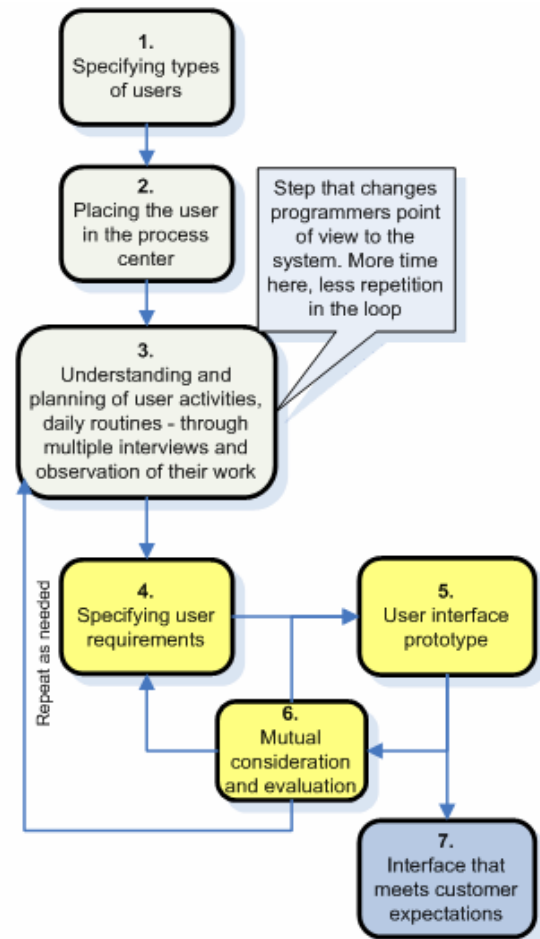 1.
Specifying types
of users
2.
Placing the user
in the process
center
Step that changes
programmers point
of view to the
system. More time
here, less repetition
in the loop
3.
Understanding and
planning of user activities,
daily routines - through
multiple interviews and
observation of their work
Repeat as needed
4.
Specifying user
requirements
5.
User interface
prototype
6.
Mutual
consideration
and evaluation
7.
Interface that
meets customer
expectations